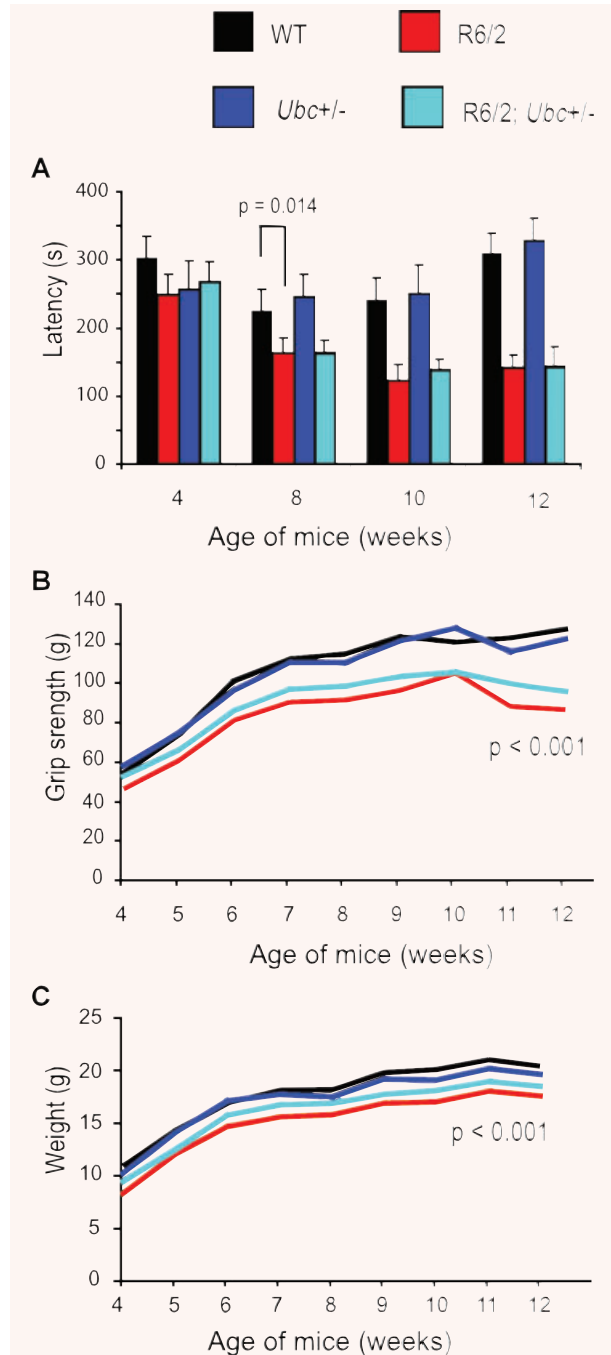 WT R6/2
Ubc+/- R6/2; Ubc+/-
A
400
300
200
100
0
Latency (s)
p = 0.014
4 8 10 12
Age of mice (weeks)
B
140
120
100
80
60
40
20
0
Grip srength (g)
p < 0.001
4 5 6 7 8 9 10 11 12
Age of mice (weeks)
C
25
20
15
10
5
0
Weight (g)
p < 0.001
4 5 6 7 8 9 10 11 12
Age of mice (weeks)